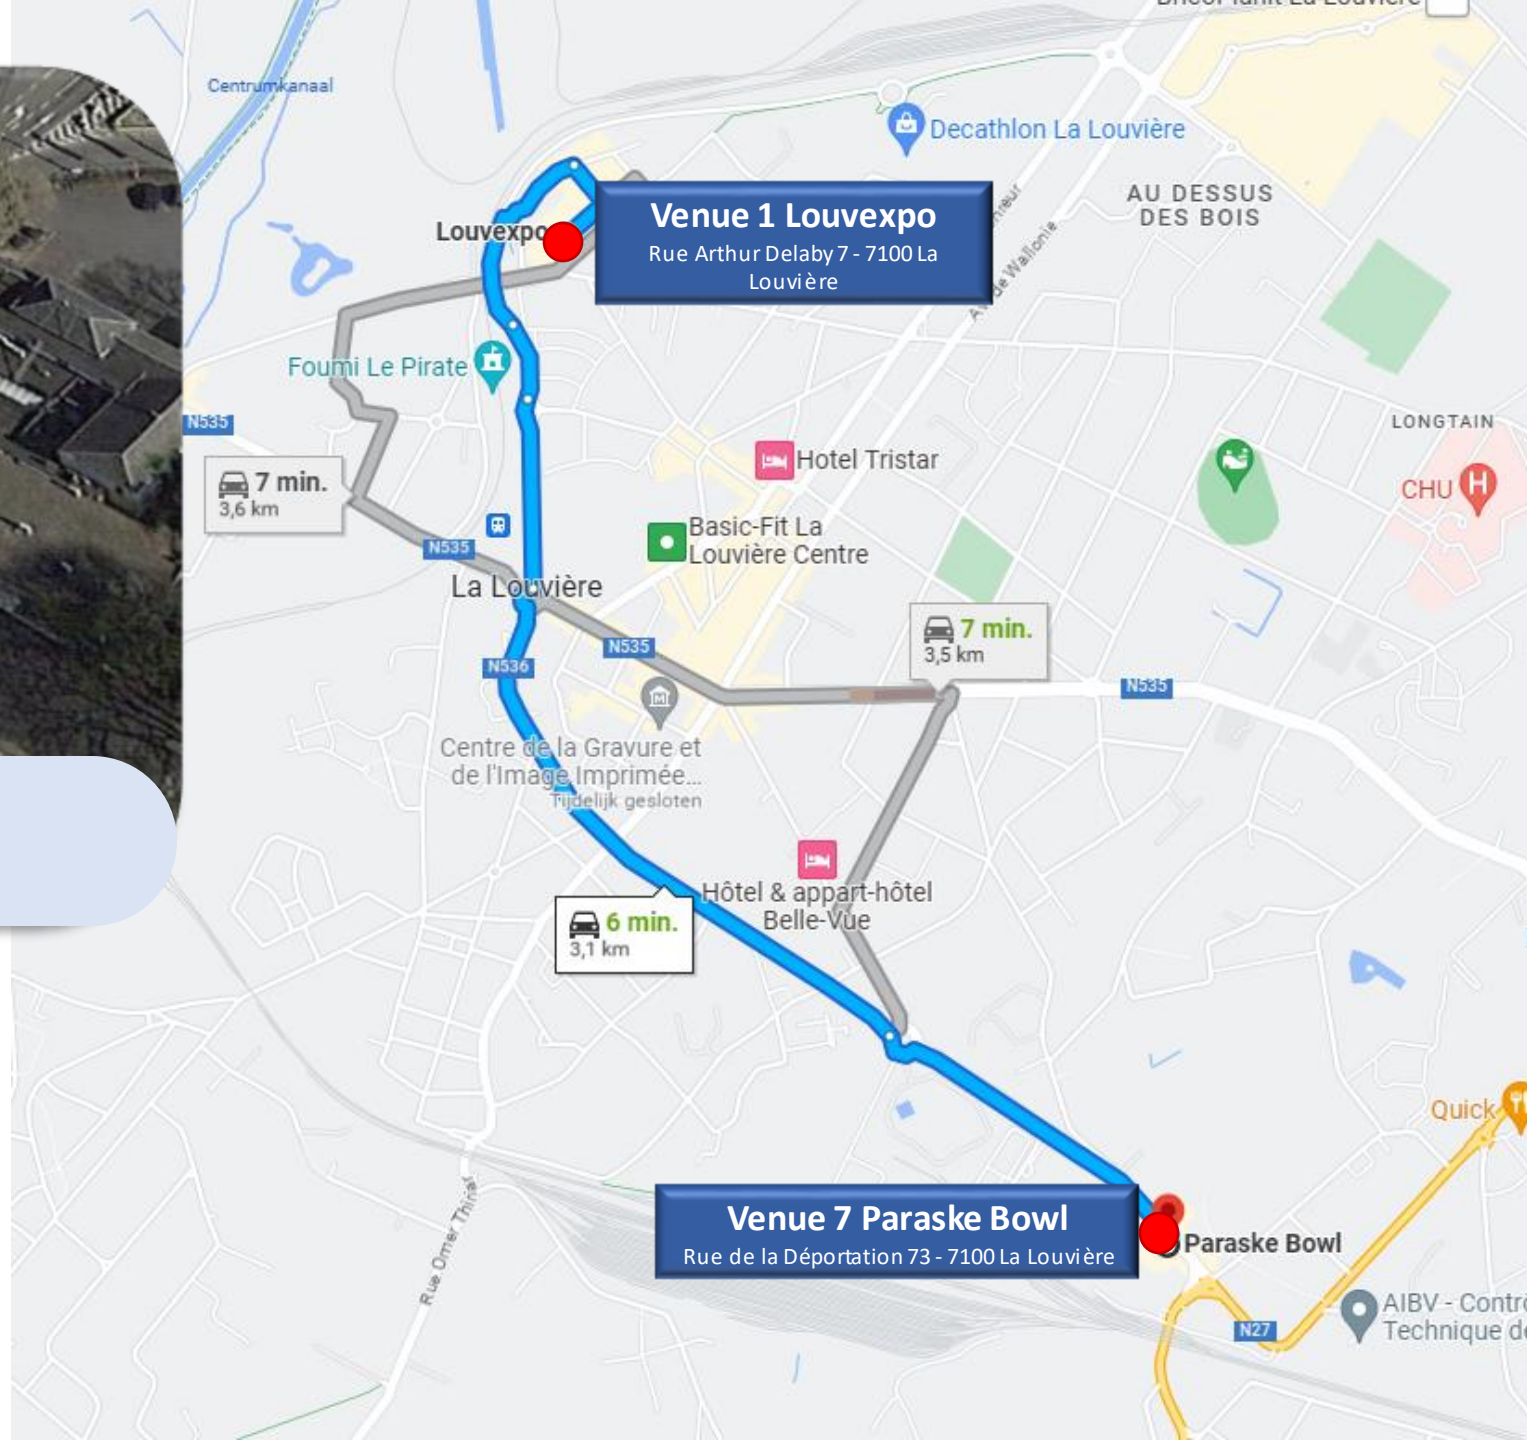 Centrumkanaal
Decathlon La Louvière
AU DESSUS
DES BOIS
Louvexpo
Venue 1 Louvexpo
Rue Arthur Delaby 7 - 7100 La
Louvière
de Wallonie
Foumi Le Pirate
N535
LONGTAIN
Hotel Tristar
7 min.
3,6 km
CHU
Basic-Fit La
Louvière Centre
N535
La Louvière
7 min.
3,5 km
N535
N536
N535
Centre de la Gravure et
de l'Image Imprimée...
Tijdelijk gesloten
Hôtel & appart-hôtel
Belle-Vue
6 min.
3,1 km
Quick
Rue Omer Thiriar
Venue 7 Paraske Bowl
Rue de la Déportation 73 - 7100 La Louvière
Paraske Bowl
AIBV - Contrô
Technique de
N27